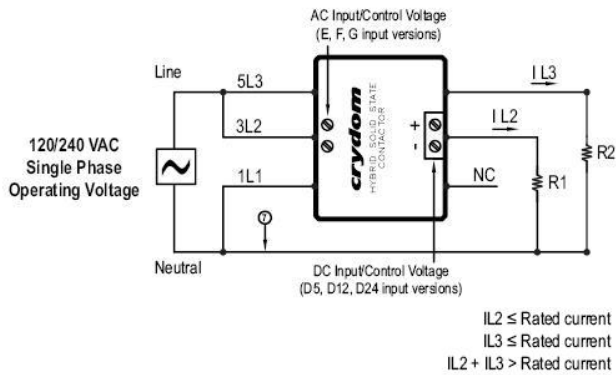 AC Input/Control Voltage
(E, F, G input versions)
Line
5L3
3L2
1L1
120/240 VAC
Single Phase
Operating Voltage
crydom
HYBRID SOLID STATE
CONTACTOR
+
-
I L3
I L2
NC
R1
R2
7
Neutral
DC Input/Control Voltage
(D5, D12, D24 input versions)
IL2 ≤ Rated current
IL3 ≤ Rated current
IL2 + IL3 > Rated current